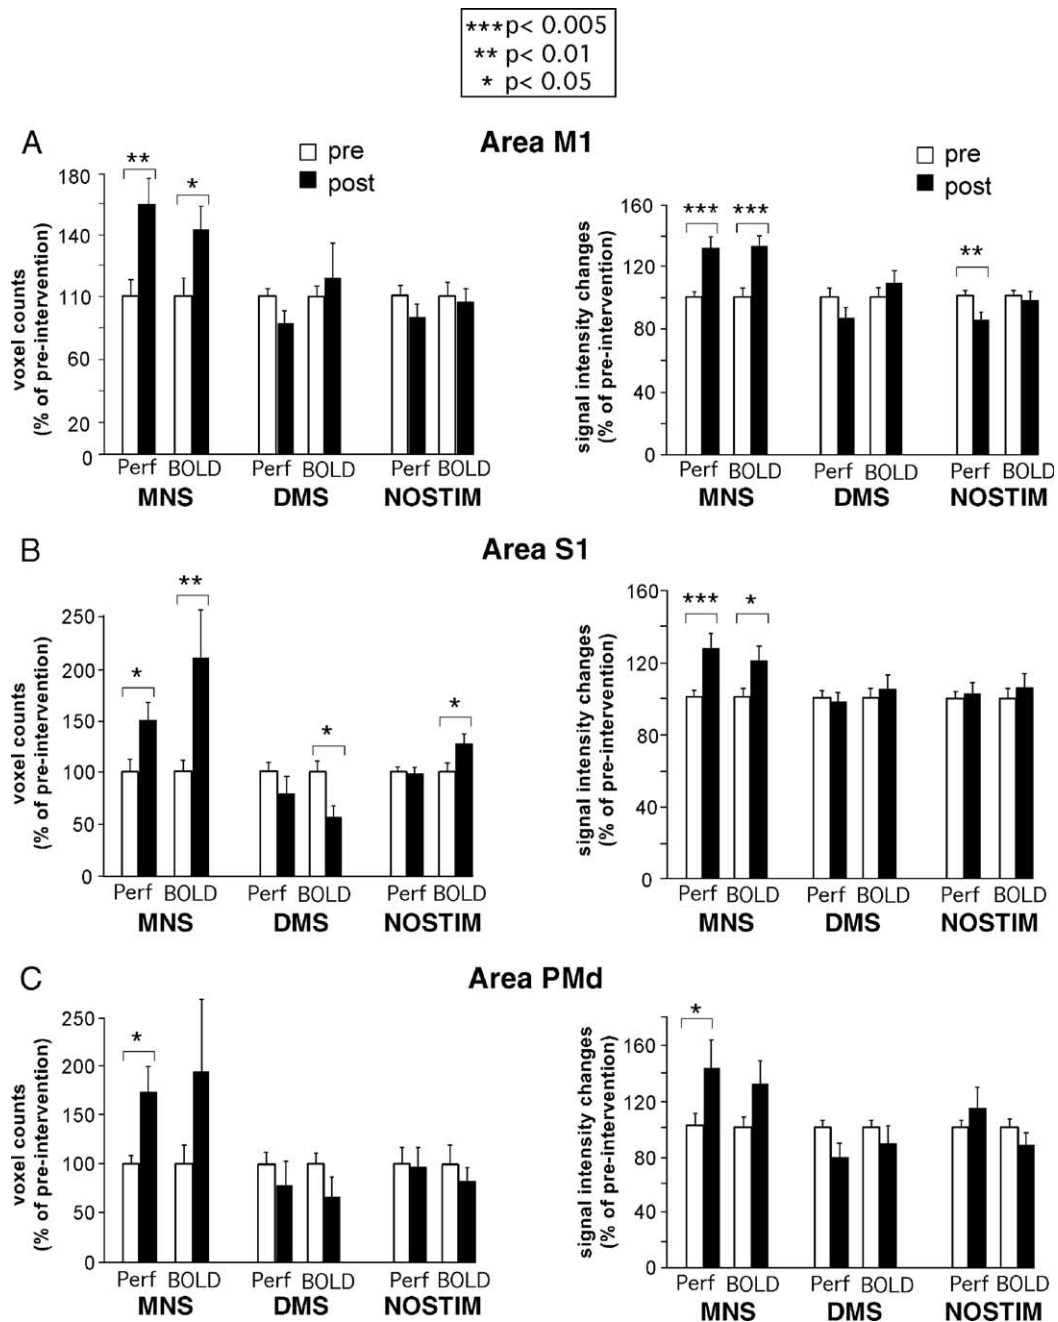 ***p< 0.005
** p< 0.01
* p< 0.05
A
Area M1
pre
post
voxel counts
(% of pre-intervention)
180
140
110
60
20
0
**
*
Perf BOLD Perf BOLD Perf BOLD
MNS DMS NOSTIM
pre
post
signal intensity changes
(% of pre-intervention)
160
120
80
40
0
*** ***
**
Perf BOLD Perf BOLD Perf BOLD
MNS DMS NOSTIM
B
Area S1
voxel counts
(% of pre-intervention)
250
200
150
100
50
0
*
**
*
*
Perf BOLD Perf BOLD Perf BOLD
MNS DMS NOSTIM
signal intensity changes
(% of pre-intervention)
160
120
80
40
0
*** *
Perf BOLD Perf BOLD Perf BOLD
MNS DMS NOSTIM
C
Area PMd
voxel counts
(% of pre-intervention)
250
200
150
100
50
0
*
Perf BOLD Perf BOLD Perf BOLD
MNS DMS NOSTIM
signal intensity changes
(% of pre-intervention)
160
120
80
40
0
*
Perf BOLD Perf BOLD Perf BOLD
MNS DMS NOSTIM